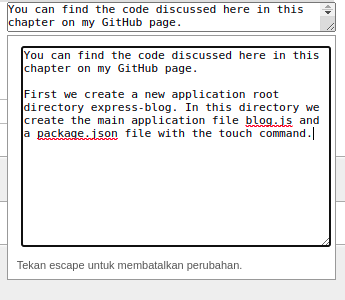 You can find the code discussed here in this
chapter on my GitHub page.
You can find the code discussed here in this
chapter on my GitHub page.
First we create a new application root
directory express-blog. In this directory we
create the main application file blog.js and
a package.json file with the touch command.
Tekan escape untuk membatalkan perubahan.